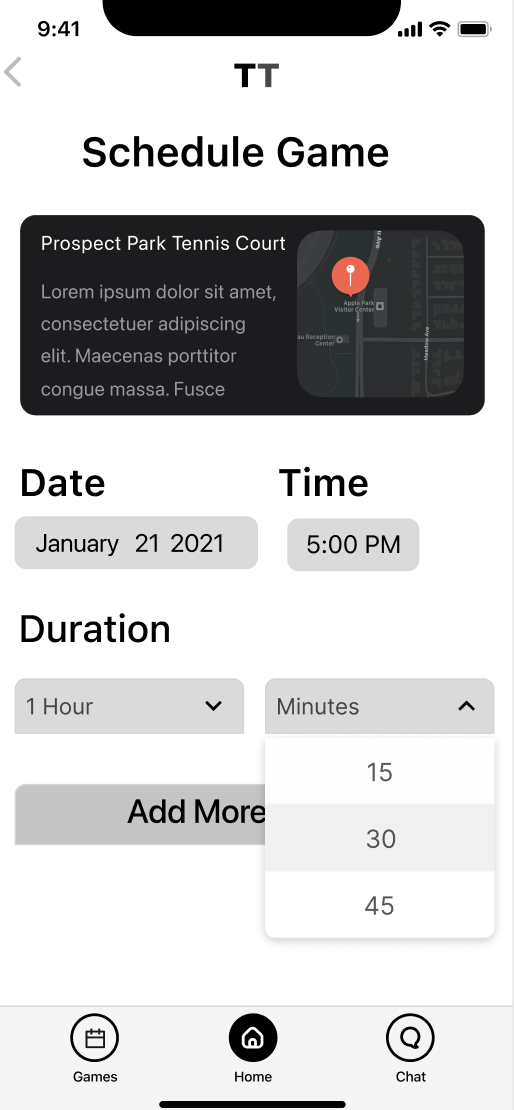 9:41
TT
Schedule Game
Prospect Park Tennis Court
Lorem ipsum dolor sit amet,
consectetuer adipiscing
elit. Maecenas porttitor
congue massa. Fusce
Apple Park
Visitor Center
au Reception
Center
Meadow Ave
Date
Time
January 21 2021
5:00 PM
Duration
1 Hour
Minutes
15
30
45
Add More
Games
Home
Chat